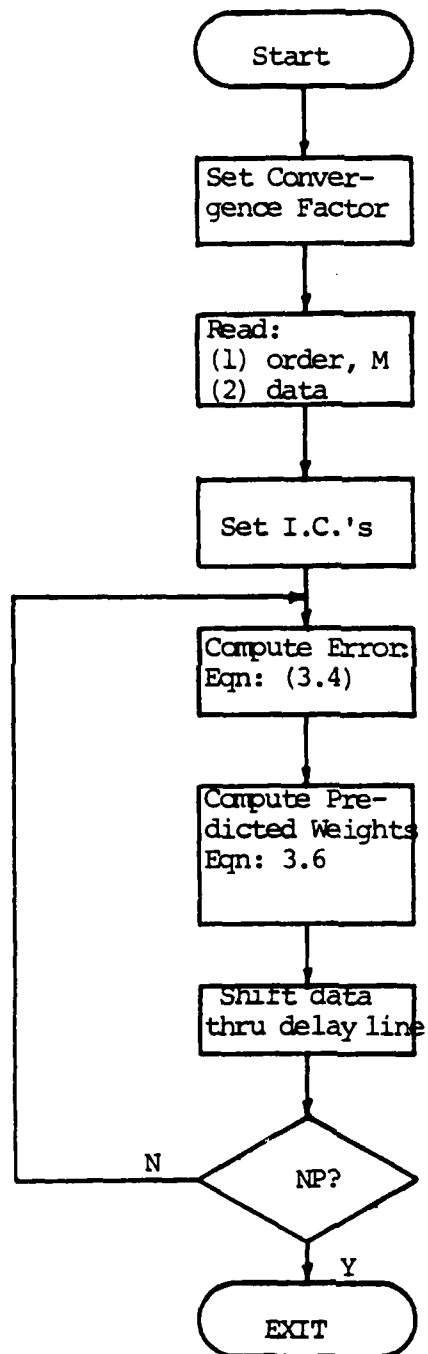 Start
Set Conver-
gence Factor
Read:
(1) order, M
(2) data
Set I.C.'s
Compute Error:
Eqn: (3.4)
Compute Pre-
dicted Weights
Eqn: 3.6
Shift data
thru delay line
N
NP?
Y
EXIT